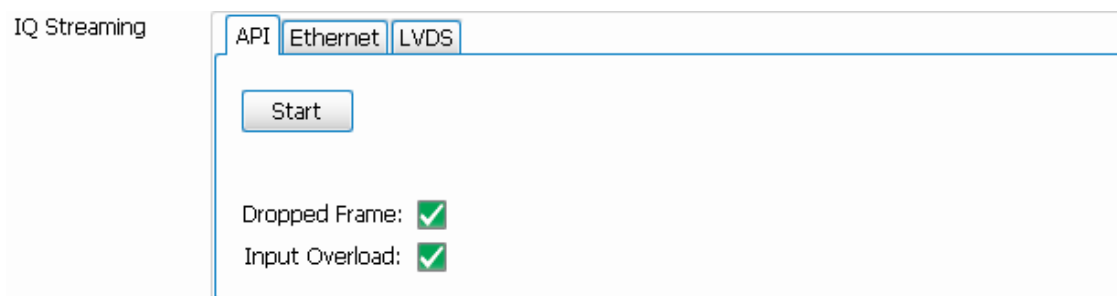 IQ Streaming
API Ethernet LVDS
Start
Dropped Frame:
Input Overload: